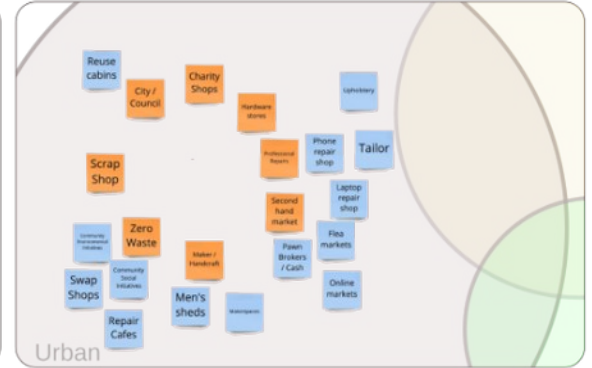 Reuse
cabins
City /
Council
Charity
Shops
Hardware
stores
Upholstery
Professional
Repairs
Phone
repair
shop
Tailor
Scrap
Shop
Laptop
repair
shop
Second
hand
market
Community
Environmental
Initiatives
Zero
Waste
Flea
markets
Maker /
Handcraft
Pawn
Brokers
/ Cash
Swap
Shops
Community
Social
Initiatives
Online
markets
Men's
sheds
Makerspaces
Repair
Cafes
Urban